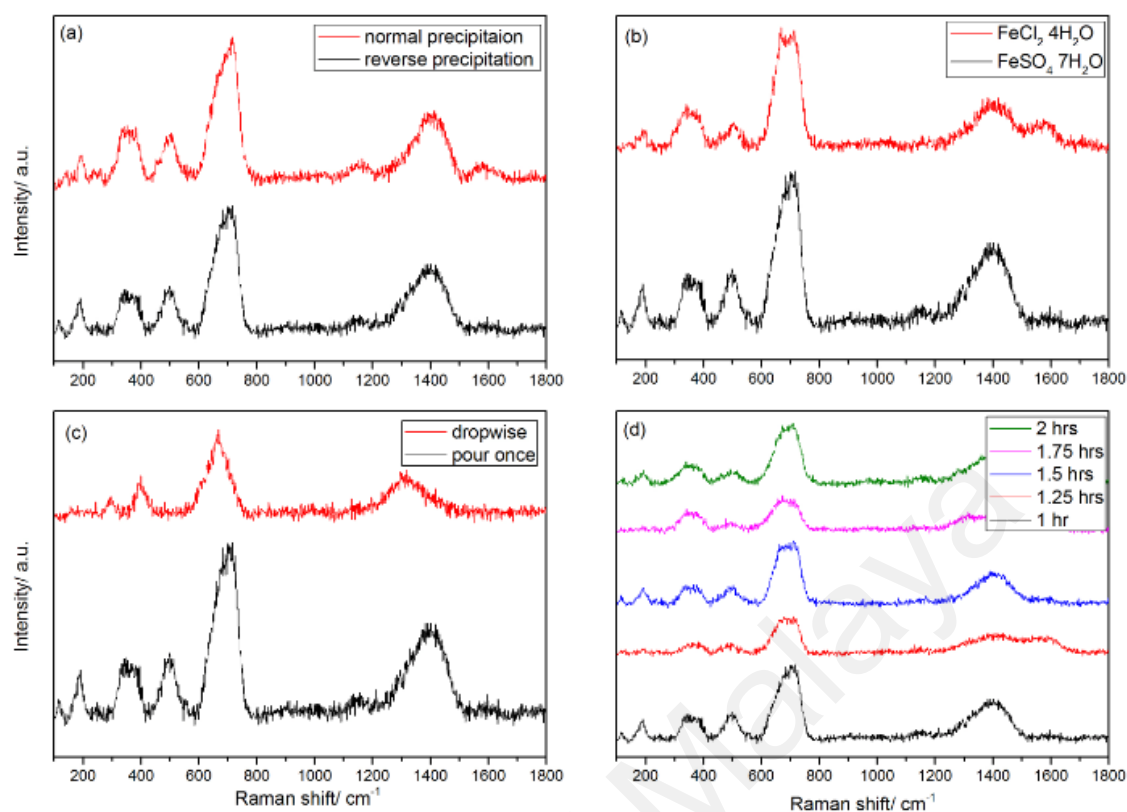 (a)
normal precipitaion
reverse precipitation
Intensity/ a.u.
200 400 600 800 1000 1200 1400 1600 1800
(b)
FeCl₂ 4H₂O
FeSO₄ 7H₂O
200 400 600 800 1000 1200 1400 1600 1800
(c)
dropwise
pour once
Intensity/ a.u.
200 400 600 800 1000 1200 1400 1600 1800
Raman shift/ cm⁻¹
(d)
2 hrs
1.75 hrs
1.5 hrs
1.25 hrs
1 hr
200 400 600 800 1000 1200 1400 1600 1800
Raman shift/ cm⁻¹
Malaya